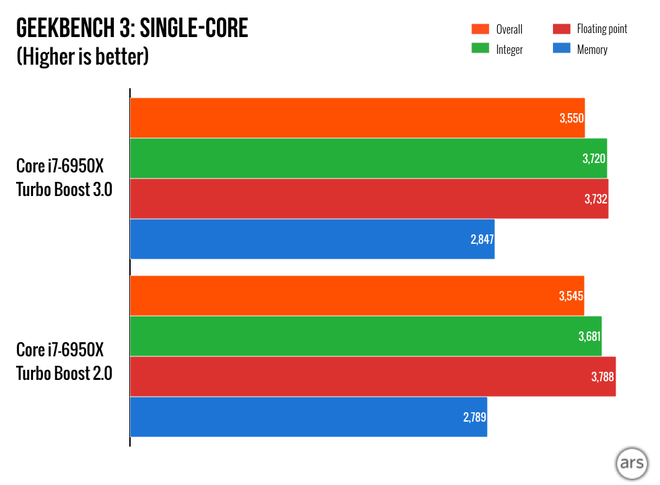 GEEKBENCH 3: SINGLE-CORE
(Higher is better)
Overall
Floating point
Integer
Memory
Core i7-6950X
Turbo Boost 3.0
3,550
3,720
3,732
2,847
Core i7-6950X
Turbo Boost 2.0
3,545
3,681
3,788
2,789
ars